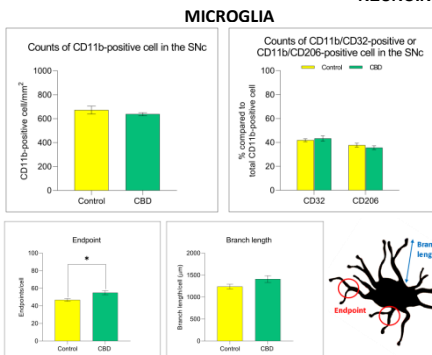 MICROGLIA
Counts of CD11b-positive cell in the SNc
CD11b-positive cell/mm²
1000
800
600
400
200
0
Control
CBD
Counts of CD11b/CD32-positive or
CD11b/CD206-positive cell in the SNc
Control
CBD
% compared to
total CD11b-positive cell
100
80
60
40
20
0
CD32
CD206
Endpoint
Endpoints/cell
100
80
60
40
20
0
*
Control
CBD
Branch length
Branch length/cell (μm)
2000
1500
1000
500
0
Control
CBD
Endpoint